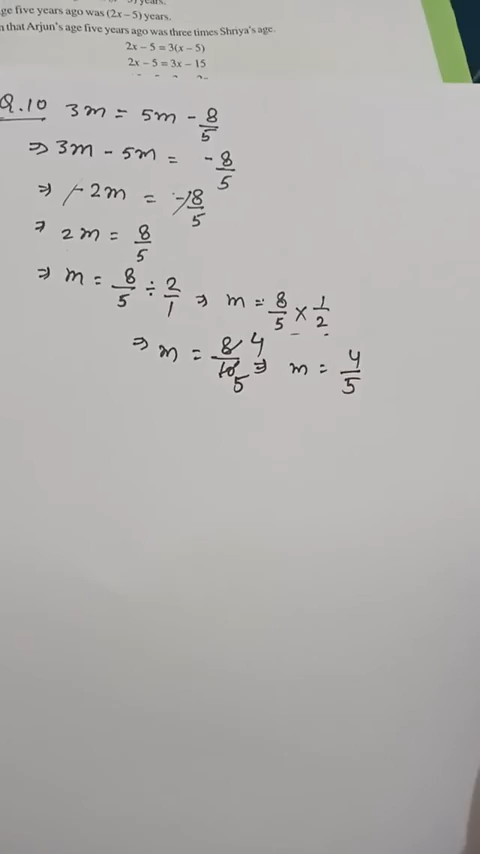 ge five years ago was (2x – 5) years.
n that Arjun's age five years ago was three times Shriya's age.
2x – 5 = 3(x – 5)
2x – 5 = 3x – 15
Q.10 3m = 5m - 8/5
⇒ 3m - 5m = -8/5
⇒ -2m = -8/5
⇒ 2m = 8/5
⇒ m = 8/5 ÷ 2/1 ⇒ m = 8/5 × 1/2
⇒ m = 8/10 4/5 ⇒ m = 4/5